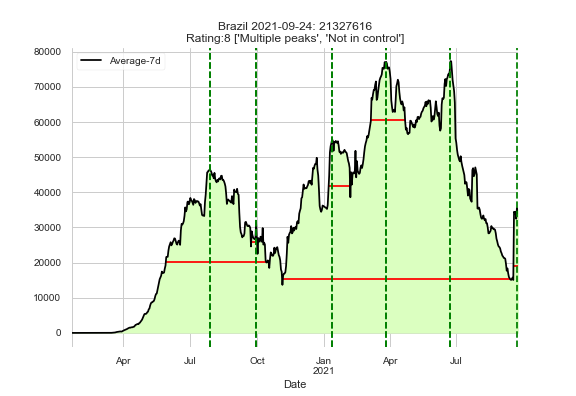 Brazil 2021-09-24: 21327616
Rating:8 ['Multiple peaks', 'Not in control']
80000
70000
60000
50000
40000
30000
20000
10000
0
Average-7d
Apr Jul Oct Jan Apr Jul
2021
Date